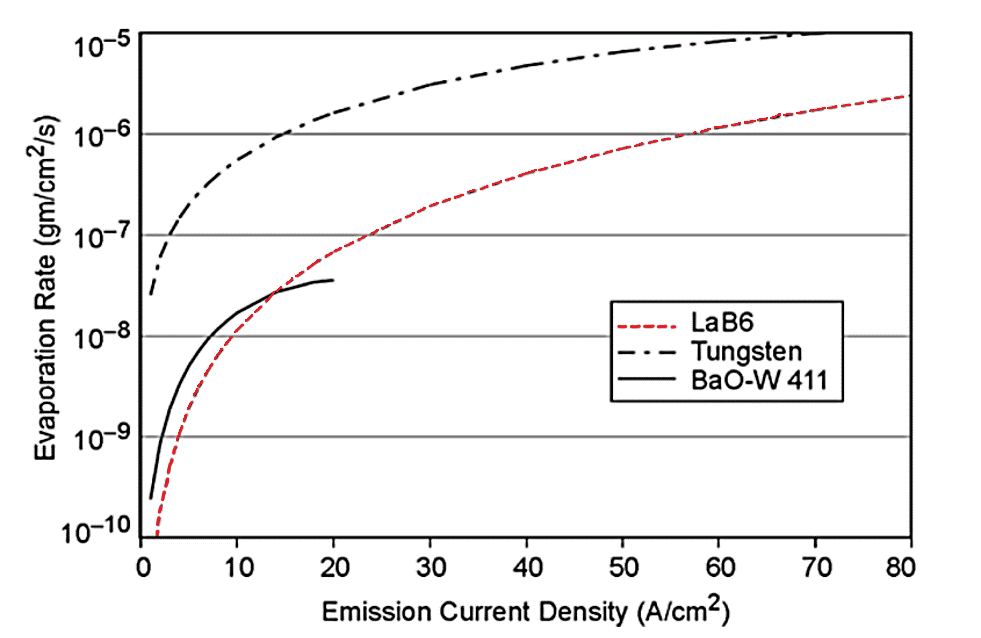 Evaporation Rate (gm/cm²/s)
10⁻⁵
10⁻⁶
10⁻⁷
10⁻⁸
10⁻⁹
10⁻¹⁰
LaB6
Tungsten
BaO-W 411
0 10 20 30 40 50 60 70 80
Emission Current Density (A/cm²)